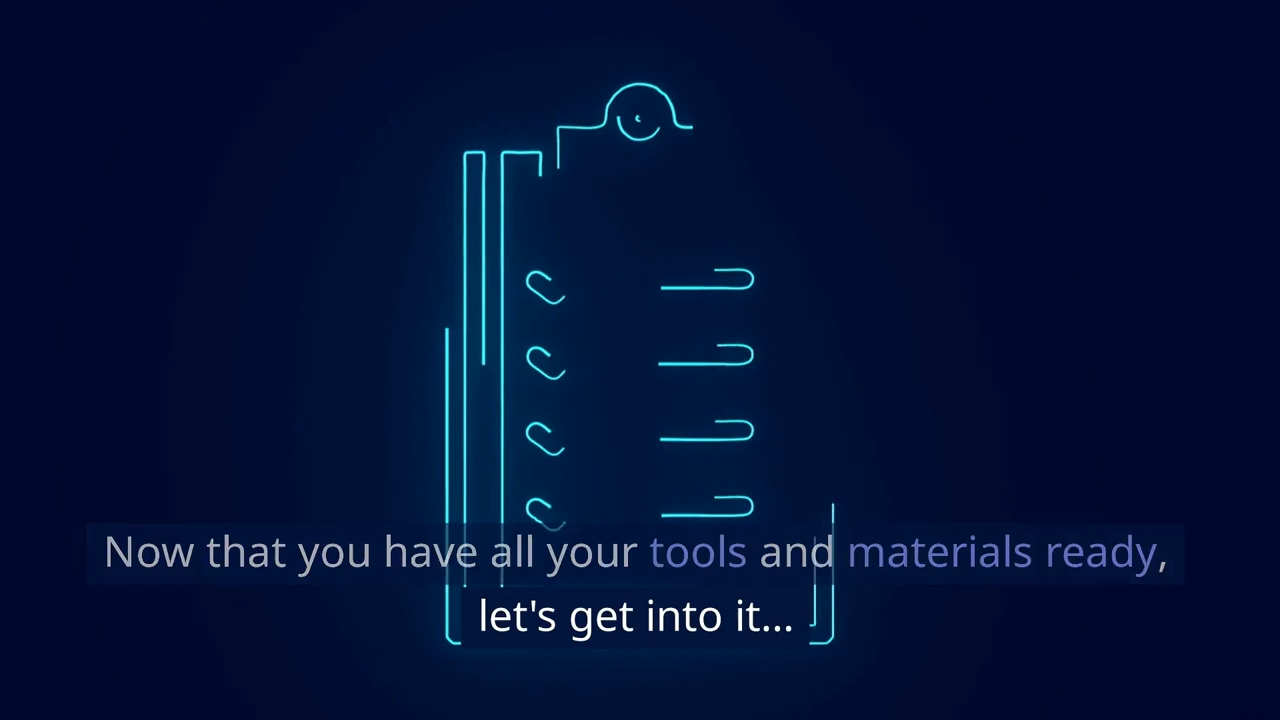 Now that you have all your tools and materials ready,
let's get into it...